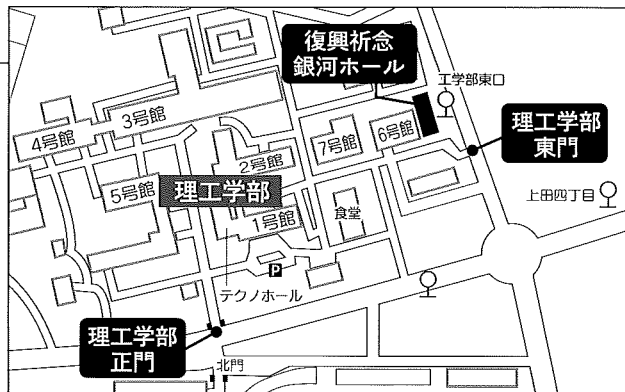 復興祈念
銀河ホール
工学部東口
3号館
4号館
7号館
6号館
理工学部
東門
2号館
5号館
理工学部
上田四丁目
食堂
1号館
P
テクノホール
理工学部
正門
北門